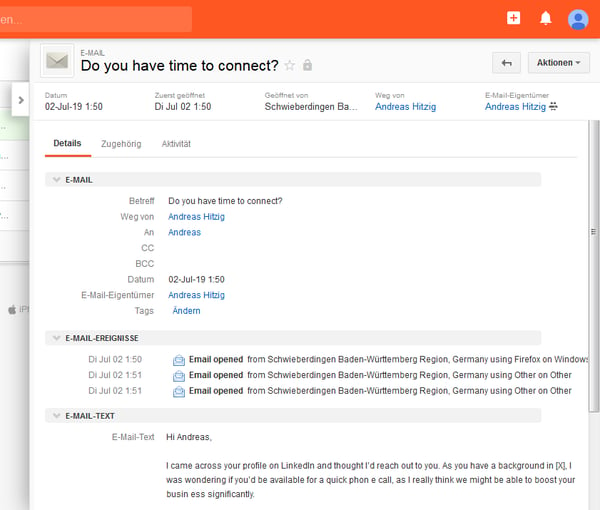 en...
E-MAIL
Do you have time to connect?
Aktionen
Datum Zuerst geöffnet Geöffnet von Weg von E-Mail-Eigentümer
02-Jul-19 1:50 Di Jul 02 1:50 Schwieberdingen Ba... Andreas Hitzig Andreas Hitzig
Details Zugehörig Aktivität
E-MAIL
Betreff Do you have time to connect?
Weg von Andreas Hitzig
An Andreas
CC
BCC
Datum 02-Jul-19 1:50
E-Mail-Eigentümer Andreas Hitzig
Tags Ändern
E-MAIL-EREIGNISSE
Di Jul 02 1:50 Email opened from Schwieberdingen Baden-Württemberg Region, Germany using Firefox on Windows
Di Jul 02 1:51 Email opened from Schwieberdingen Baden-Württemberg Region, Germany using Other on Other
Di Jul 02 1:51 Email opened from Schwieberdingen Baden-Württemberg Region, Germany using Other on Other
E-MAIL-TEXT
E-Mail-Text Hi Andreas,
I came across your profile on LinkedIn and thought I'd reach out to you. As you have a background in [X], I
was wondering if you'd be available for a quick phon e call, as I really think we might be able to boost your
busin ess significantly.